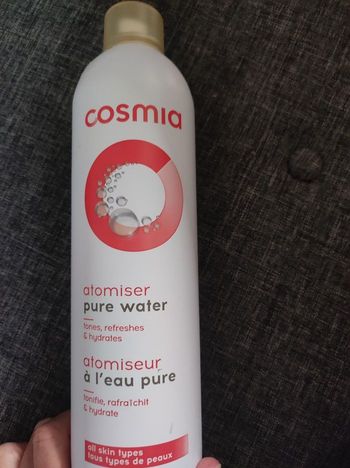 cosmia
atomiser
pure water
tones, refreshes
& hydrates
atomiseur
à l'eau pure
tonifie, rafraîchit
& hydrate
all skin types
tous types de peaux